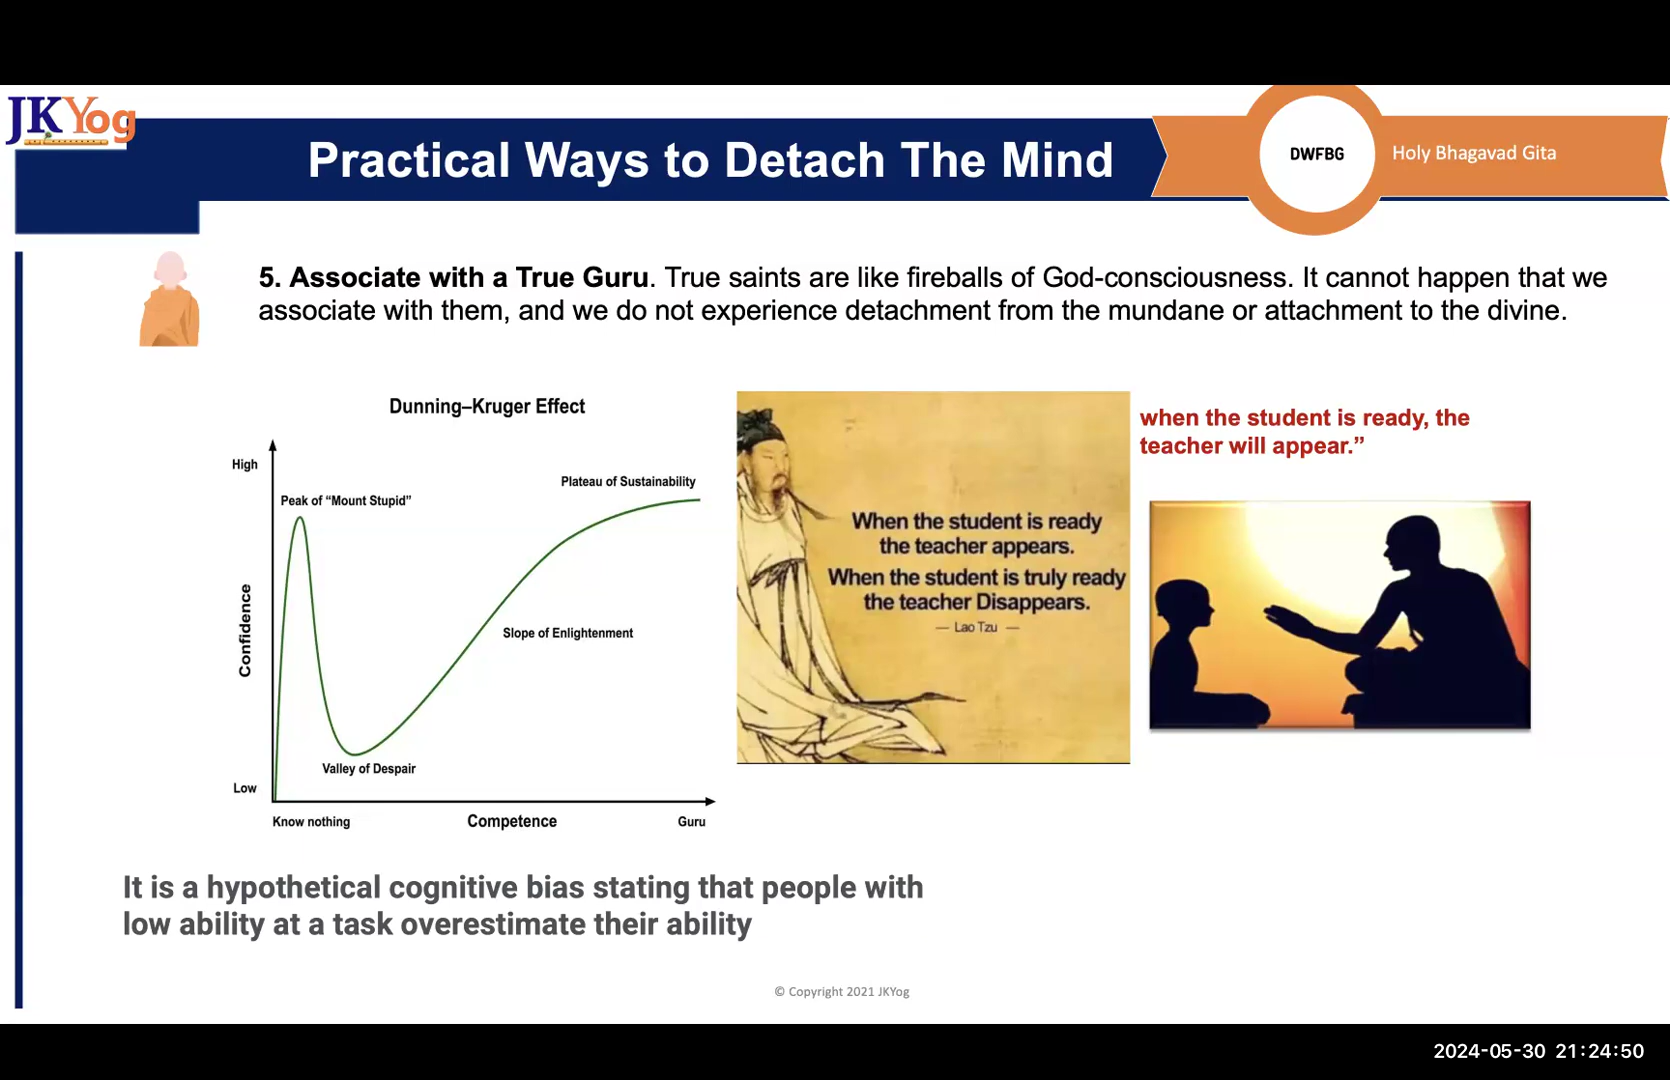 JKYog
Practical Ways to Detach The Mind
DWFBG
Holy Bhagavad Gita
5. Associate with a True Guru. True saints are like fireballs of God-consciousness. It cannot happen that we
associate with them, and we do not experience detachment from the mundane or attachment to the divine.
Dunning–Kruger Effect
High
Peak of “Mount Stupid”
Plateau of Sustainability
Confidence
Slope of Enlightenment
Valley of Despair
Low
Know nothing
Competence
Guru
When the student is ready
the teacher appears.
When the student is truly ready
the teacher Disappears.
— Lao Tzu —
when the student is ready, the
teacher will appear.”
It is a hypothetical cognitive bias stating that people with
low ability at a task overestimate their ability
© Copyright 2021 JKYog
2024-05-30 21:24:50